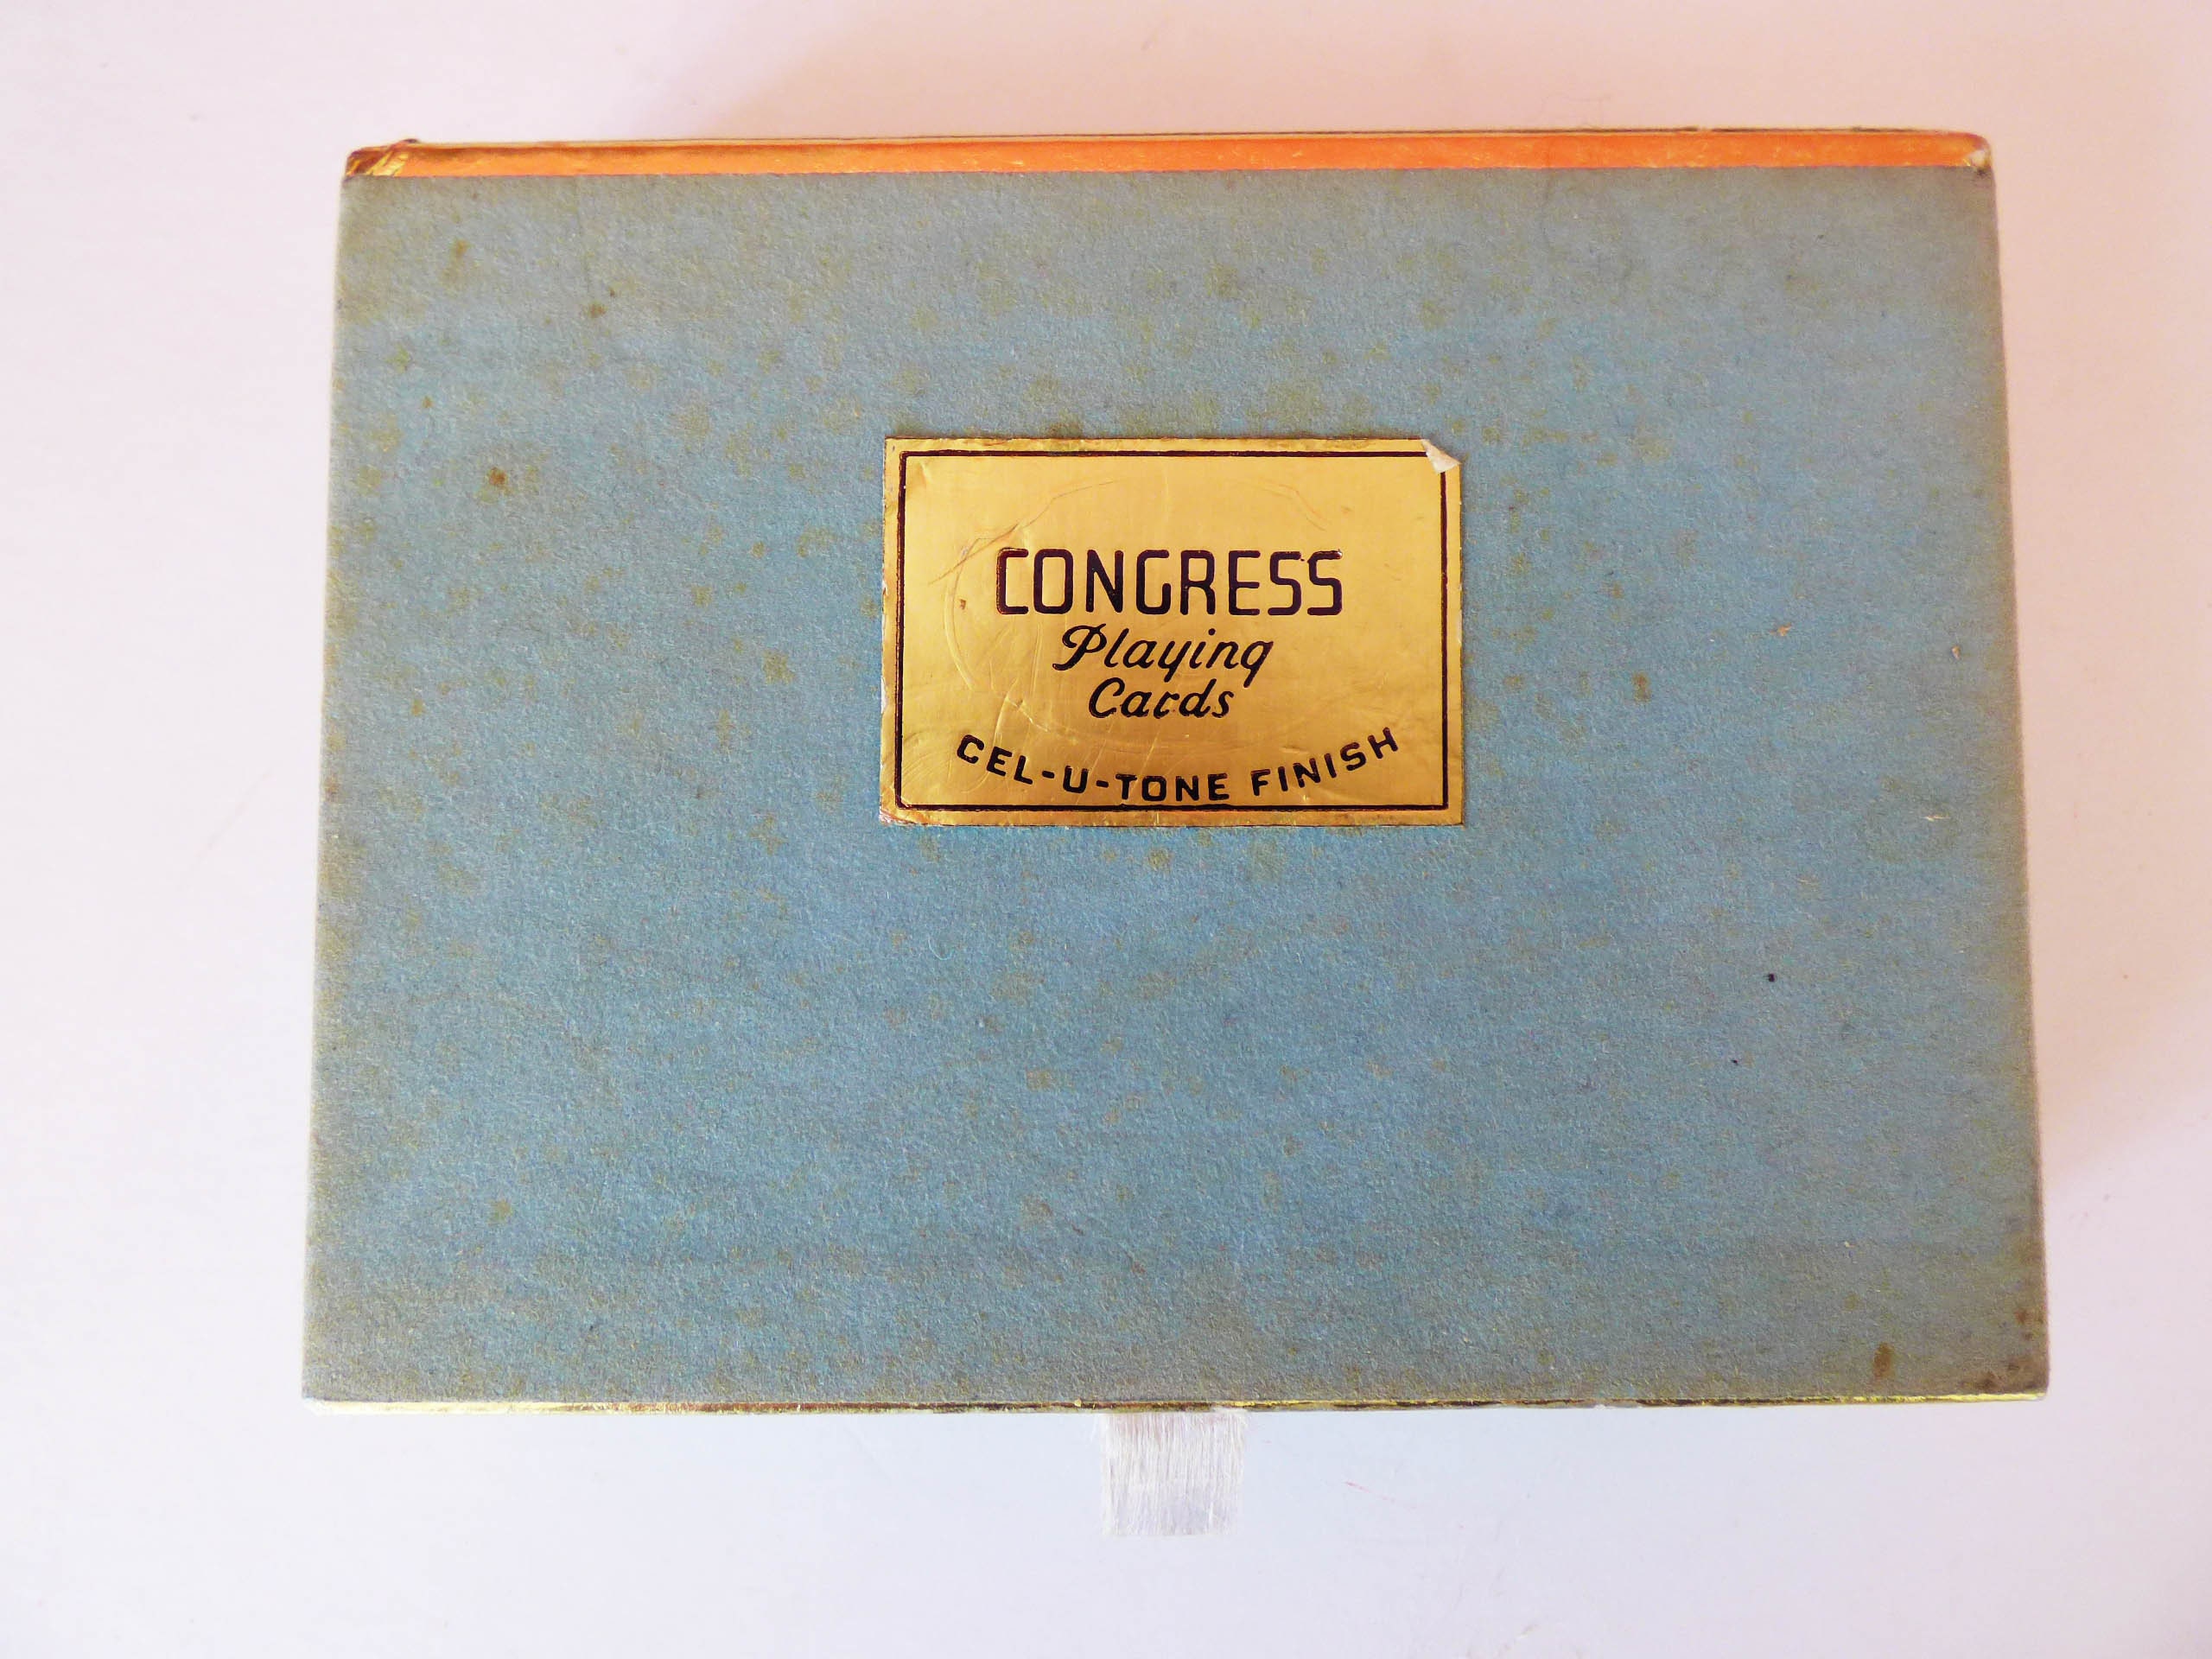 CONGRESS
Playing
Cards
CEL-U-TONE FINISH